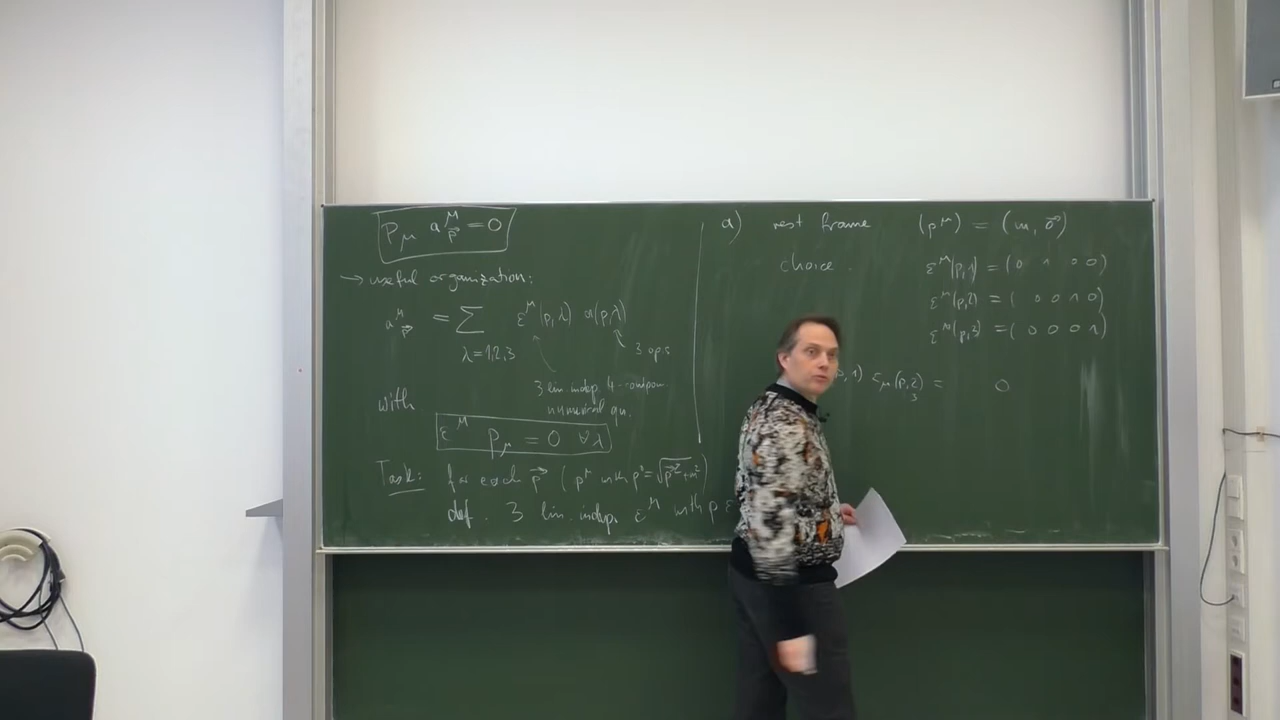 p_μ a^μ_p⃗ = 0
→ useful organization:
a^μ_p⃗ = ∑ ε^μ(p,λ) a(p,λ)
λ=1,2,3
3 ops
3 lin indep. 4-compon.
numerical qu.
with
ε^μ p_μ = 0 ∀λ
Task: for each p⃗ (p^μ with p⁰=√(p⃗²+m²))
def. 3 lin. indep. ε^μ with p ε
a) rest frame (p^μ) = (m, 0⃗)
choice.
ε^μ(p,1) = (0 1 0 0)
ε^μ(p,2) = (0 0 1 0)
ε^μ(p,3) = (0 0 0 1)
, 1) ε_μ(p,2) = 0
3